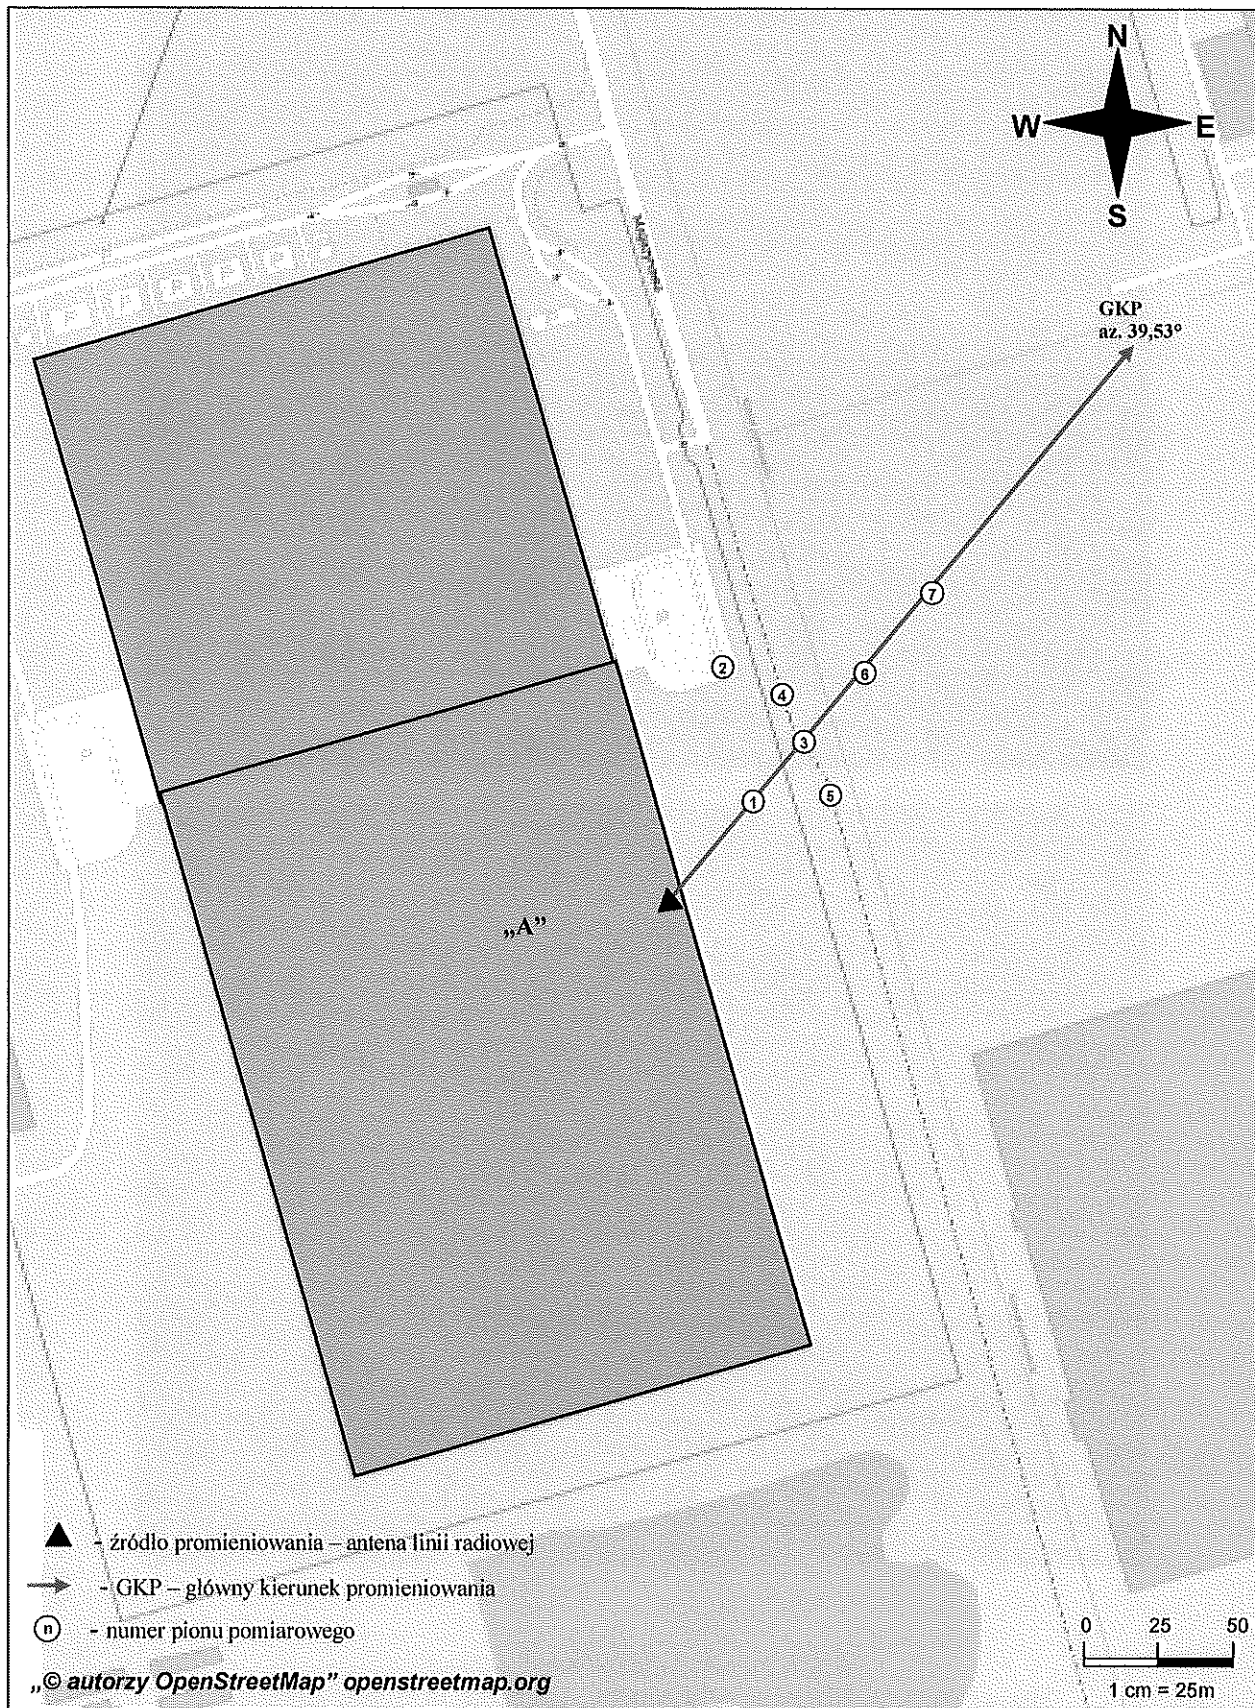 N
W E
S
GKP
az. 39,53°
7
2
6
4
3
5
1
„A”
- źródło promieniowania – antena linii radiowej
- GKP – główny kierunek promieniowania
n - numer pionu pomiarowego
„© autorzy OpenStreetMap” openstreetmap.org
0 25 50
1 cm = 25m